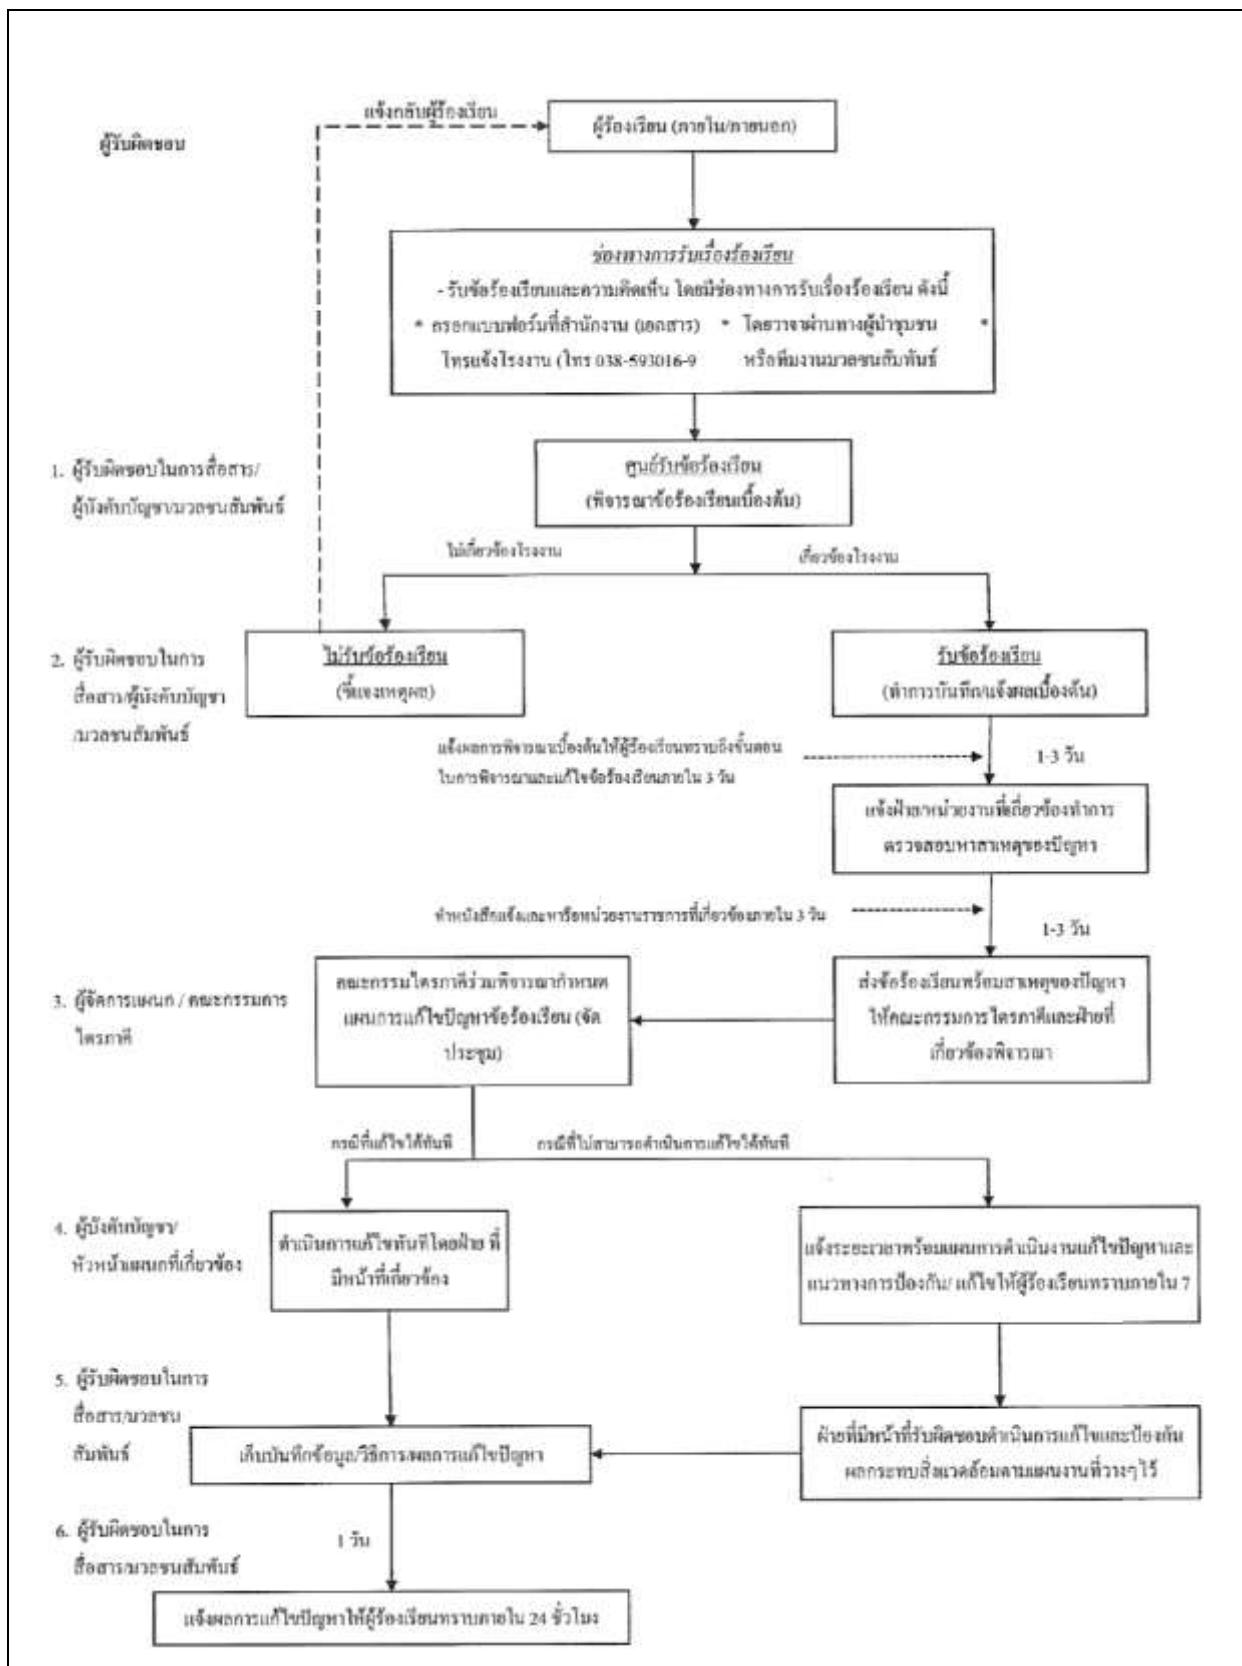 แจ้งกลับผู้ร้องเรียน
ผู้ร้องเรียน (ภายใน/ภายนอก)
ผู้รับผิดชอบ
ช่องทางการรับเรื่องร้องเรียน
- รับข้อร้องเรียนและความคิดเห็น โดยมีช่องทางการรับเรื่องร้องเรียน ดังนี้
* กรอกแบบฟอร์มที่สำนักงาน (เอกสาร) * โดยวาจาผ่านทางผู้นำชุมชน *
โทรแจ้งโรงงาน (โทร 038-593016-9 หรือทีมงานมวลชนสัมพันธ์
1. ผู้รับผิดชอบในการสื่อสาร/
ผู้บังคับบัญชา/มวลชนสัมพันธ์
ศูนย์รับข้อร้องเรียน
(พิจารณาข้อร้องเรียนเบื้องต้น)
ไม่เกี่ยวข้องโรงงาน
เกี่ยวข้องโรงงาน
2. ผู้รับผิดชอบในการ
สื่อสาร/ผู้บังคับบัญชา
/มวลชนสัมพันธ์
ไม่รับข้อร้องเรียน
(ชี้แจงเหตุผล)
รับข้อร้องเรียน
(ทำการบันทึก/แจ้งผลเบื้องต้น)
แจ้งผลการพิจารณาเบื้องต้นให้ผู้ร้องเรียนทราบถึงขั้นตอน
ในการพิจารณาและแก้ไขข้อร้องเรียนภายใน 3 วัน
1-3 วัน
แจ้งฝ่าย/หน่วยงานที่เกี่ยวข้องทำการ
ตรวจสอบหาสาเหตุของปัญหา
ทำหนังสือแจ้งและหารือหน่วยงานราชการที่เกี่ยวข้องภายใน 3 วัน
1-3 วัน
3. ผู้จัดการแผนก / คณะกรรมการ
ไตรภาคี
คณะกรรมไตรภาคีร่วมพิจารณากำหนด
แผนการแก้ไขปัญหาข้อร้องเรียน (จัด
ประชุม)
ส่งข้อร้องเรียนพร้อมสาเหตุของปัญหา
ให้คณะกรรมการไตรภาคีและฝ่ายที่
เกี่ยวข้องพิจารณา
กรณีที่แก้ไขได้ทันที
กรณีที่ไม่สามารถดำเนินการแก้ไขได้ทันที
4. ผู้บังคับบัญชา/
หัวหน้าแผนกที่เกี่ยวข้อง
ดำเนินการแก้ไขทันทีโดยฝ่าย ที่
มีหน้าที่เกี่ยวข้อง
แจ้งระยะเวลาพร้อมแผนการดำเนินงานแก้ไขปัญหาและ
แนวทางการป้องกัน/ แก้ไขให้ผู้ร้องเรียนทราบภายใน 7
5. ผู้รับผิดชอบในการ
สื่อสาร/มวลชน
สัมพันธ์
เก็บบันทึกข้อมูล/วิธีการ/ผลการแก้ไขปัญหา
ฝ่ายที่มีหน้าที่รับผิดชอบดำเนินการแก้ไขและป้องกัน
ผลกระทบสิ่งแวดล้อมตามแผนงานที่วางๆไว้
6. ผู้รับผิดชอบในการ
สื่อสาร/มวลชนสัมพันธ์
1 วัน
แจ้งผลการแก้ไขปัญหาให้ผู้ร้องเรียนทราบภายใน 24 ชั่วโมง